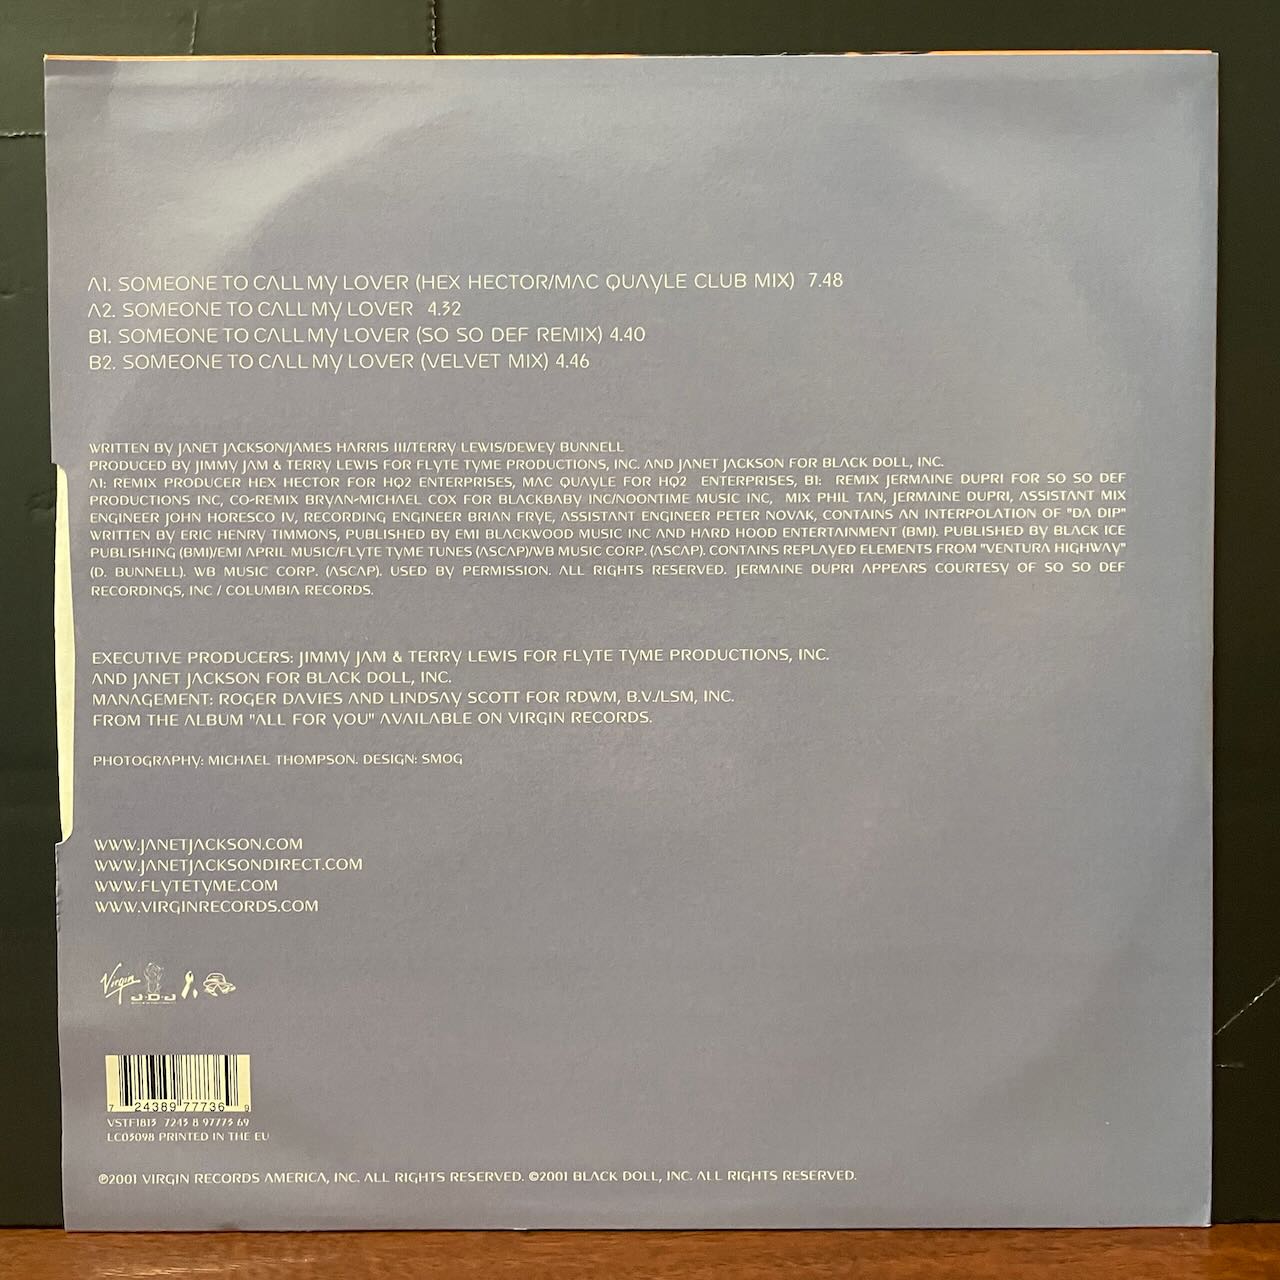 A1. SOMEONE TO CALL MY LOVER (HEX HECTOR/MAC QUAYLE CLUB MIX) 7.48
A2. SOMEONE TO CALL MY LOVER 4.32
B1. SOMEONE TO CALL MY LOVER (SO SO DEF REMIX) 4.40
B2. SOMEONE TO CALL MY LOVER (VELVET MIX) 4.46
WRITTEN BY JANET JACKSON/JAMES HARRIS III/TERRY LEWIS/DEWEY BUNNELL
PRODUCED BY JIMMY JAM & TERRY LEWIS FOR FLYTE TYME PRODUCTIONS, INC. AND JANET JACKSON FOR BLACK DOLL, INC.
A1: REMIX PRODUCER HEX HECTOR FOR HQ2 ENTERPRISES, MAC QUAYLE FOR HQ2 ENTERPRISES, B1: REMIX JERMAINE DUPRI FOR SO SO DEF
PRODUCTIONS INC, CO-REMIX BRYAN-MICHAEL COX FOR BLACKBABY INC/NOONTIME MUSIC INC, MIX PHIL TAN, JERMAINE DUPRI, ASSISTANT MIX
ENGINEER JOHN HORESCO IV, RECORDING ENGINEER BRIAN FRYE, ASSISTANT ENGINEER PETER NOVAK, CONTAINS AN INTERPOLATION OF "DA DIP"
WRITTEN BY ERIC HENRY TIMMONS, PUBLISHED BY EMI BLACKWOOD MUSIC INC AND HARD HOOD ENTERTAINMENT (BMI). PUBLISHED BY BLACK ICE
PUBLISHING (BMI)/EMI APRIL MUSIC/FLYTE TYME TUNES (ASCAP)/WB MUSIC CORP. (ASCAP). CONTAINS REPLAYED ELEMENTS FROM "VENTURA HIGHWAY"
(D. BUNNELL). WB MUSIC CORP. (ASCAP). USED BY PERMISSION. ALL RIGHTS RESERVED. JERMAINE DUPRI APPEARS COURTESY OF SO SO DEF
RECORDINGS, INC / COLUMBIA RECORDS.
EXECUTIVE PRODUCERS: JIMMY JAM & TERRY LEWIS FOR FLYTE TYME PRODUCTIONS, INC.
AND JANET JACKSON FOR BLACK DOLL, INC.
MANAGEMENT: ROGER DAVIES AND LINDSAY SCOTT FOR RDWM, B.V./LSM, INC.
FROM THE ALBUM "ALL FOR YOU" AVAILABLE ON VIRGIN RECORDS.
PHOTOGRAPHY: MICHAEL THOMPSON. DESIGN: SMOG
WWW.JANETJACKSON.COM
WWW.JANETJACKSONDIRECT.COM
WWW.FLYTETYME.COM
WWW.VIRGINRECORDS.COM
Virgin J-D-J
7 24389 77736 9
VSTF1813 7243 8 97773 69
LC03098 PRINTED IN THE EU
℗2001 VIRGIN RECORDS AMERICA, INC. ALL RIGHTS RESERVED. ©2001 BLACK DOLL, INC. ALL RIGHTS RESERVED.